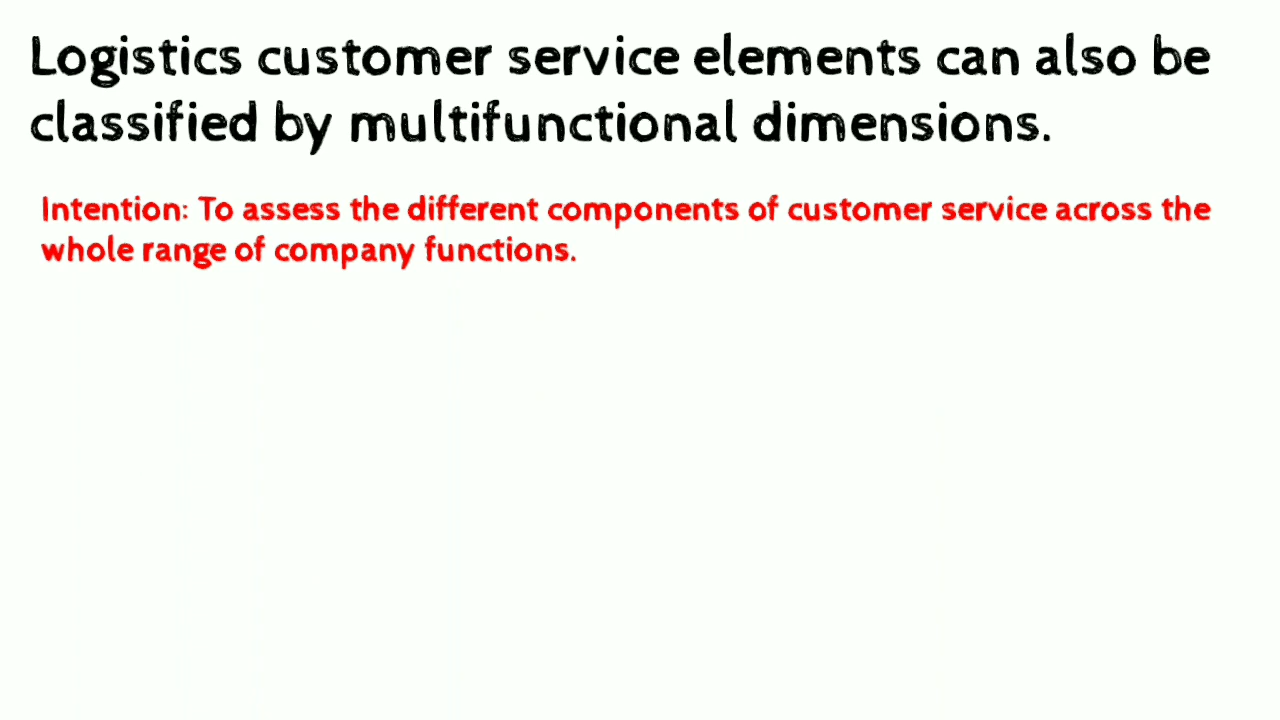 Logistics customer service elements can also be
classified by multifunctional dimensions.
Intention: To assess the different components of customer service across the
whole range of company functions.